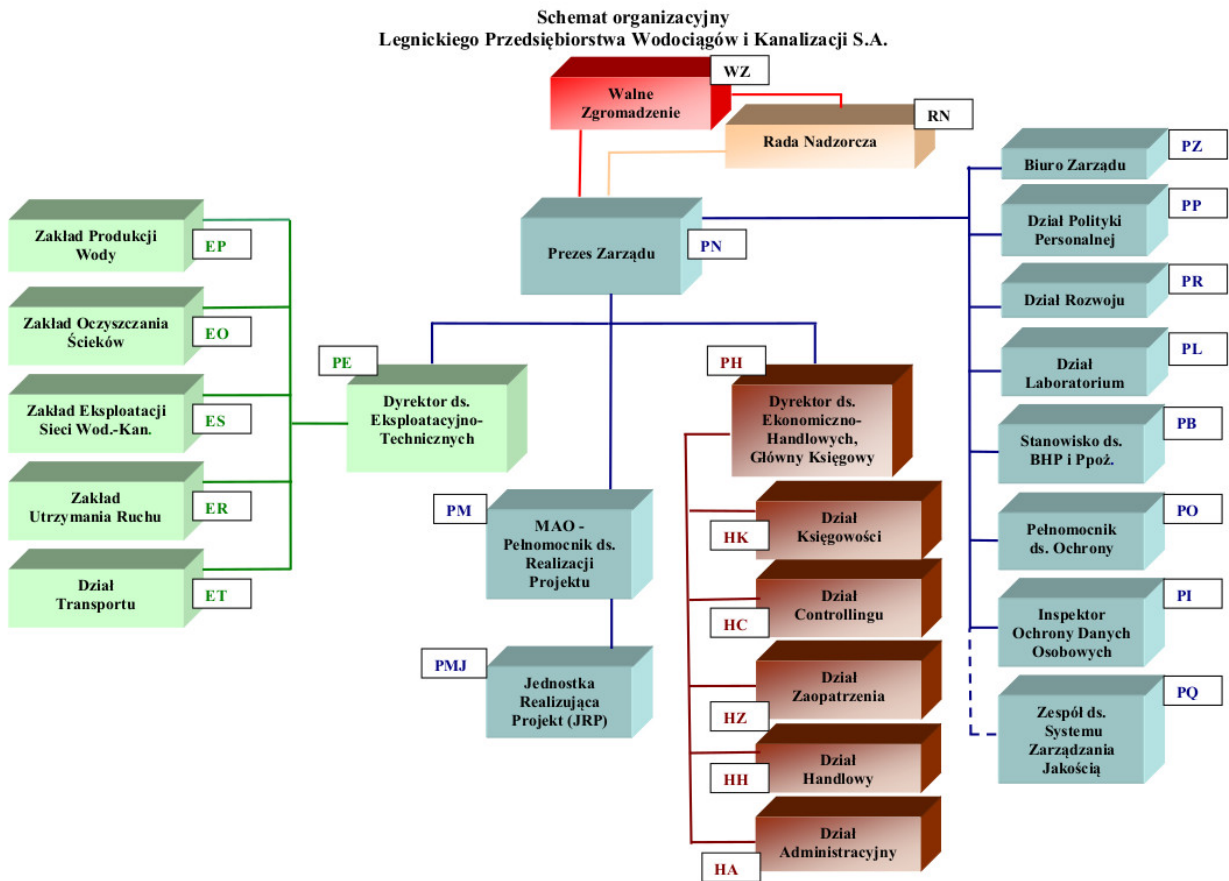 Schemat organizacyjny
Legnickiego Przedsiębiorstwa Wodociągów i Kanalizacji S.A.
WZ
Walne
Zgromadzenie
RN
Rada Nadzorcza
Prezes Zarządu
PN
Zakład Produkcji
Wody
EP
Zakład Oczyszczania
Ścieków
EO
Zakład Eksploatacji
Sieci Wod.-Kan.
ES
Zakład
Utrzymania Ruchu
ER
Dział
Transportu
ET
PE
Dyrektor ds.
Eksploatacyjno-
Technicznych
PM
MAO -
Pełnomocnik ds.
Realizacji
Projektu
PMJ
Jednostka
Realizująca
Projekt (JRP)
PH
Dyrektor ds.
Ekonomiczno-
Handlowych,
Główny Księgowy
Dział
Księgowości
HK
Dział
Controllingu
HC
Dział
Zaopatrzenia
HZ
Dział
Handlowy
HH
Dział
Administracyjny
HA
PZ
Biuro Zarządu
PP
Dział Polityki
Personalnej
PR
Dział Rozwoju
PL
Dział
Laboratorium
PB
Stanowisko ds.
BHP i Ppoż.
PO
Pełnomocnik
ds. Ochrony
PI
Inspektor
Ochrony Danych
Osobowych
PQ
Zespół ds.
Systemu
Zarządzania
Jakością